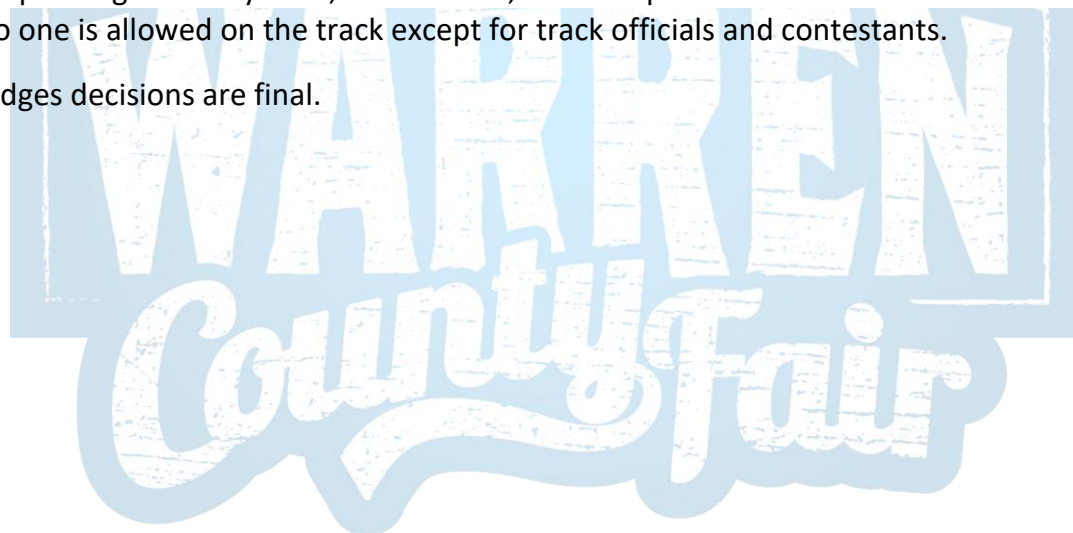 o one is allowed on the track except for track officials and contestants.
dges decisions are final.
WARREN
County Fair